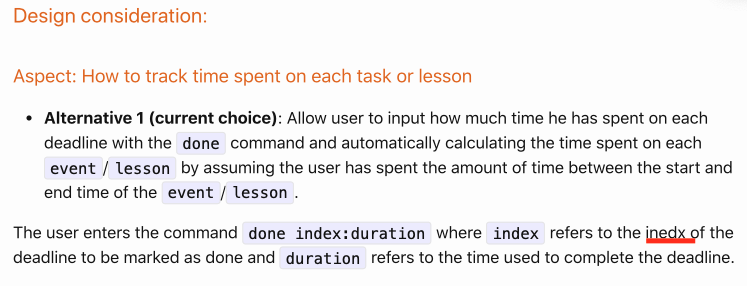 Design consideration:
Aspect: How to track time spent on each task or lesson
• Alternative 1 (current choice): Allow user to input how much time he has spent on each
deadline with the done command and automatically calculating the time spent on each
event / lesson by assuming the user has spent the amount of time between the start and
end time of the event / lesson .
The user enters the command done index:duration where index refers to the inedx of the
deadline to be marked as done and duration refers to the time used to complete the deadline.